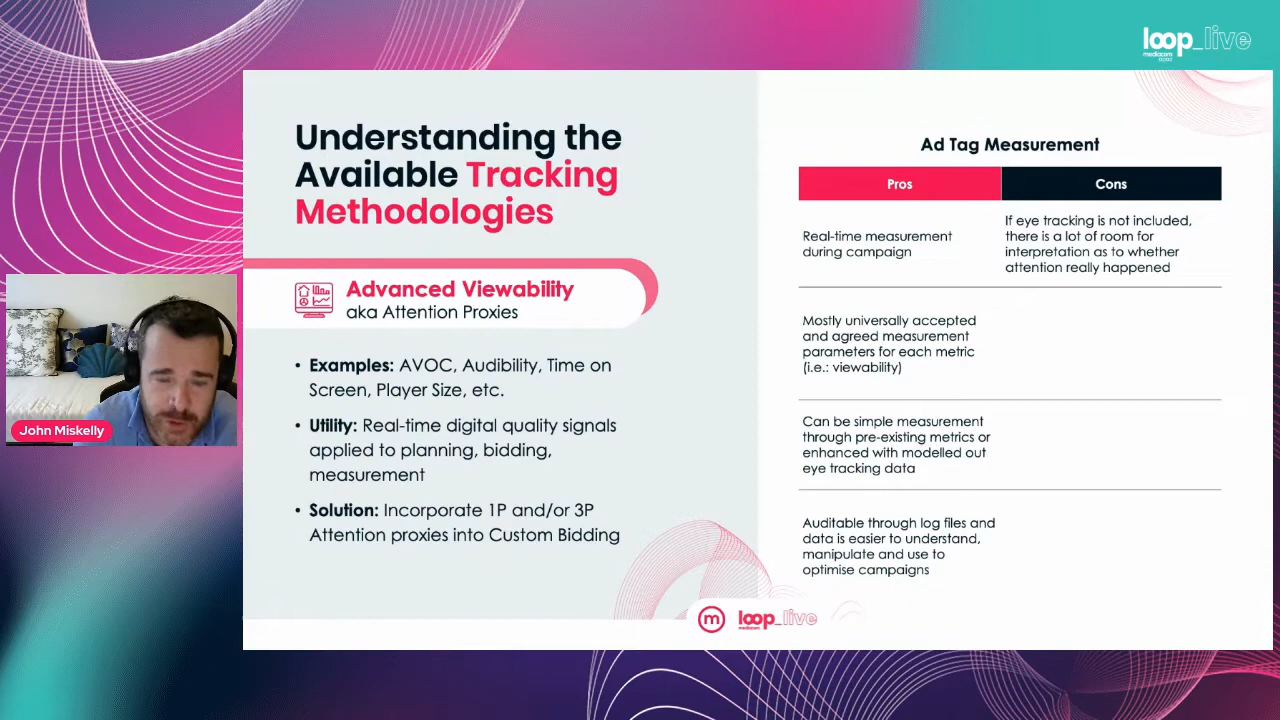 loop_live
mediacom
apac
Understanding the
Available Tracking
Methodologies
Advanced Viewability
aka Attention Proxies
• Examples: AVOC, Audibility, Time on
Screen, Player Size, etc.
• Utility: Real-time digital quality signals
applied to planning, bidding,
measurement
• Solution: Incorporate 1P and/or 3P
Attention proxies into Custom Bidding
Ad Tag Measurement
Pros
Cons
Real-time measurement
during campaign
If eye tracking is not included,
there is a lot of room for
interpretation as to whether
attention really happened
Mostly universally accepted
and agreed measurement
parameters for each metric
(i.e.: viewability)
Can be simple measurement
through pre-existing metrics or
enhanced with modelled out
eye tracking data
Auditable through log files and
data is easier to understand,
manipulate and use to
optimise campaigns
John Miskelly
m
loop_live
mediacom